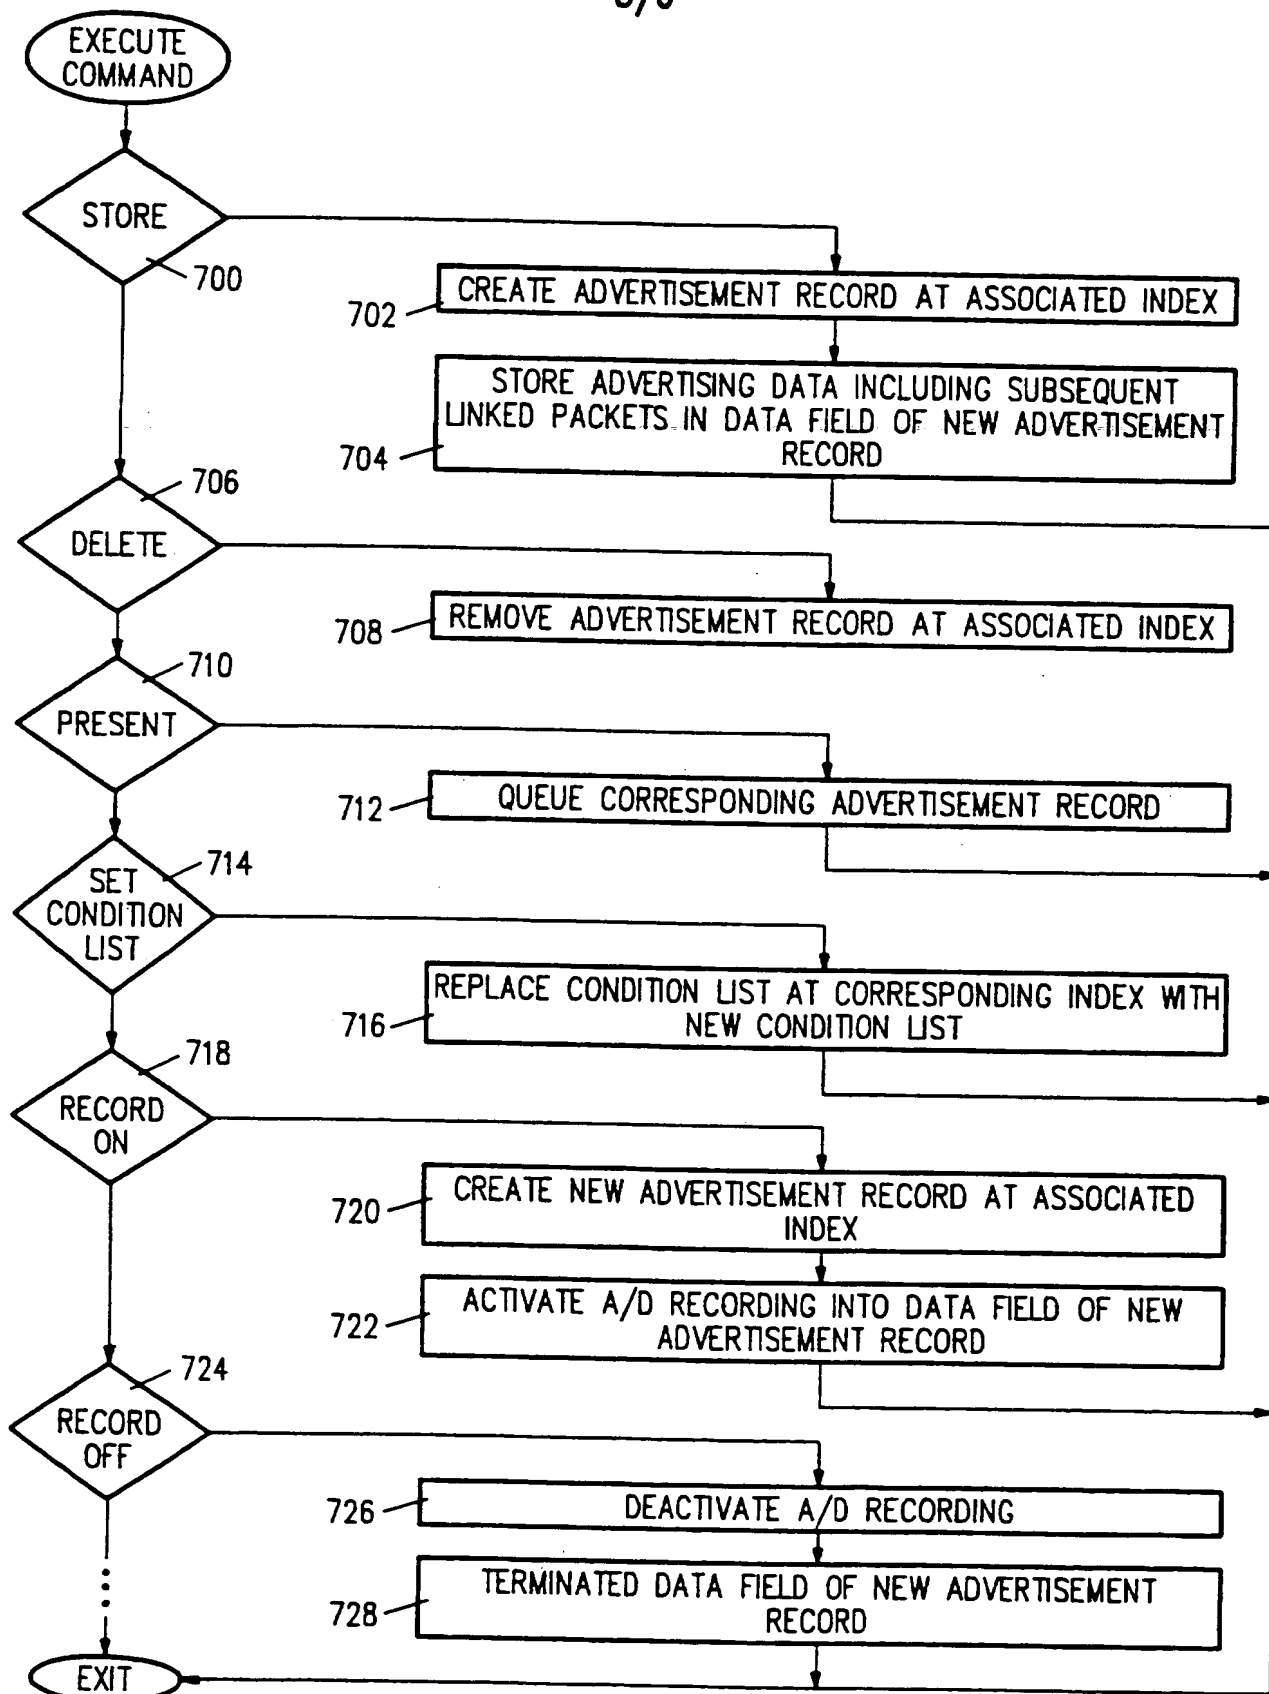 EXECUTE
COMMAND
STORE
700
CREATE ADVERTISEMENT RECORD AT ASSOCIATED INDEX
702
STORE ADVERTISING DATA INCLUDING SUBSEQUENT
LINKED PACKETS IN DATA FIELD OF NEW ADVERTISEMENT
RECORD
704
706
DELETE
REMOVE ADVERTISEMENT RECORD AT ASSOCIATED INDEX
708
710
PRESENT
QUEUE CORRESPONDING ADVERTISEMENT RECORD
712
714
SET
CONDITION
LIST
REPLACE CONDITION LIST AT CORRESPONDING INDEX WITH
NEW CONDITION LIST
716
718
RECORD
ON
CREATE NEW ADVERTISEMENT RECORD AT ASSOCIATED
INDEX
720
ACTIVATE A/D RECORDING INTO DATA FIELD OF NEW
ADVERTISEMENT RECORD
722
724
RECORD
OFF
DEACTIVATE A/D RECORDING
726
TERMINATED DATA FIELD OF NEW ADVERTISEMENT
RECORD
728
EXIT